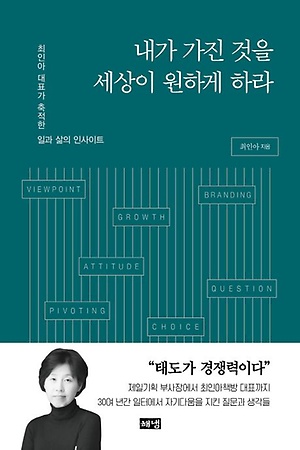 최인아 대표가 축적한
일과 삶의 인사이트
내가 가진 것을
세상이 원하게 하라
최인아 지음
VIEWPOINT
BRANDING
GROWTH
ATTITUDE
QUESTION
PIVOTING
CHOICE
“태도가 경쟁력이다”
제일기획 부사장에서 최인아책방 대표까지
30여 년간 일터에서 자기다움을 지킨 질문과 생각들
해냄